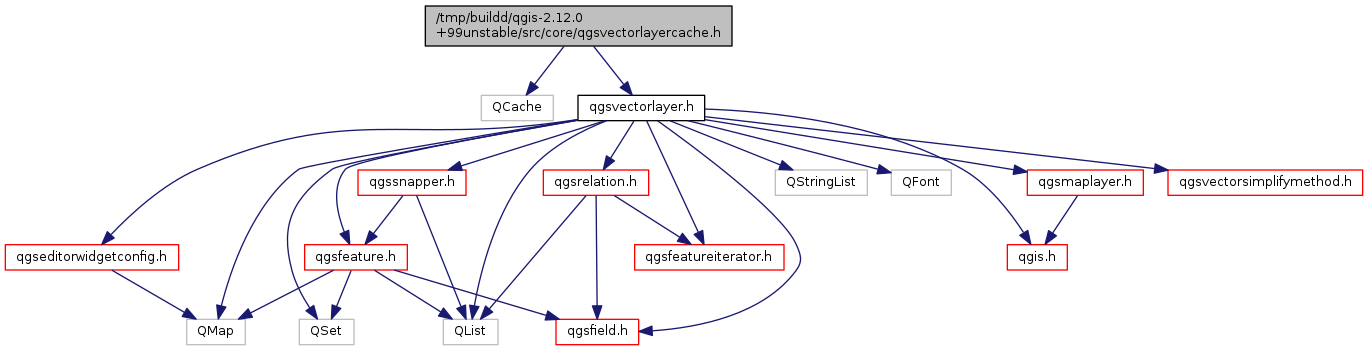 /tmp/buildd/qgis-2.12.0
+99unstable/src/core/qgsvectorlayercache.h
QCache
qgsvectorlayer.h
qgssnapper.h
qgsrelation.h
QStringList
QFont
qgsmaplayer.h
qgsvectorsimplifymethod.h
qgseditorwidgetconfig.h
qgsfeature.h
qgsfeatureiterator.h
qgis.h
QMap
QSet
QList
qgsfield.h